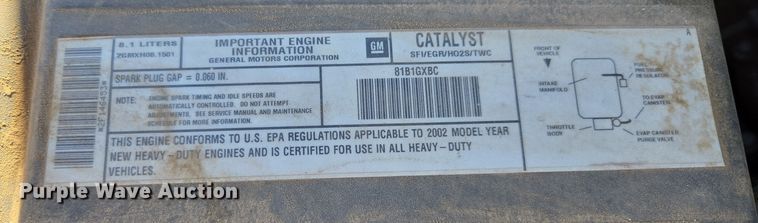 8.1 LITERS
2GMXH08.1501
IMPORTANT ENGINE
INFORMATION
GENERAL MOTORS CORPORATION
GM
CATALYST
SFI/EGR/HO2S/TWC
A
SPARK PLUG GAP = 0.060 IN.
81B1GXBC
NOTE: ENGINE SPARK TIMING AND IDLE SPEEDS ARE
AUTOMATICALLY CONTROLLED. DO NOT ATTEMPT
ADJUSTMENTS. SEE SERVICE MANUAL AND MAINTENANCE
SCHEDULE FOR MORE INFORMATION.
THIS ENGINE CONFORMS TO U.S. EPA REGULATIONS APPLICABLE TO 2002 MODEL YEAR
NEW HEAVY-DUTY ENGINES AND IS CERTIFIED FOR USE IN ALL HEAVY-DUTY
VEHICLES.
FRONT OF
VEHICLE
INTAKE
MANIFOLD
THROTTLE
BODY
FUEL
PRESSURE
REGULATOR
TO EVAP
CANISTER
EVAP CANISTER
PURGE VALVE
Purple Wave Auction